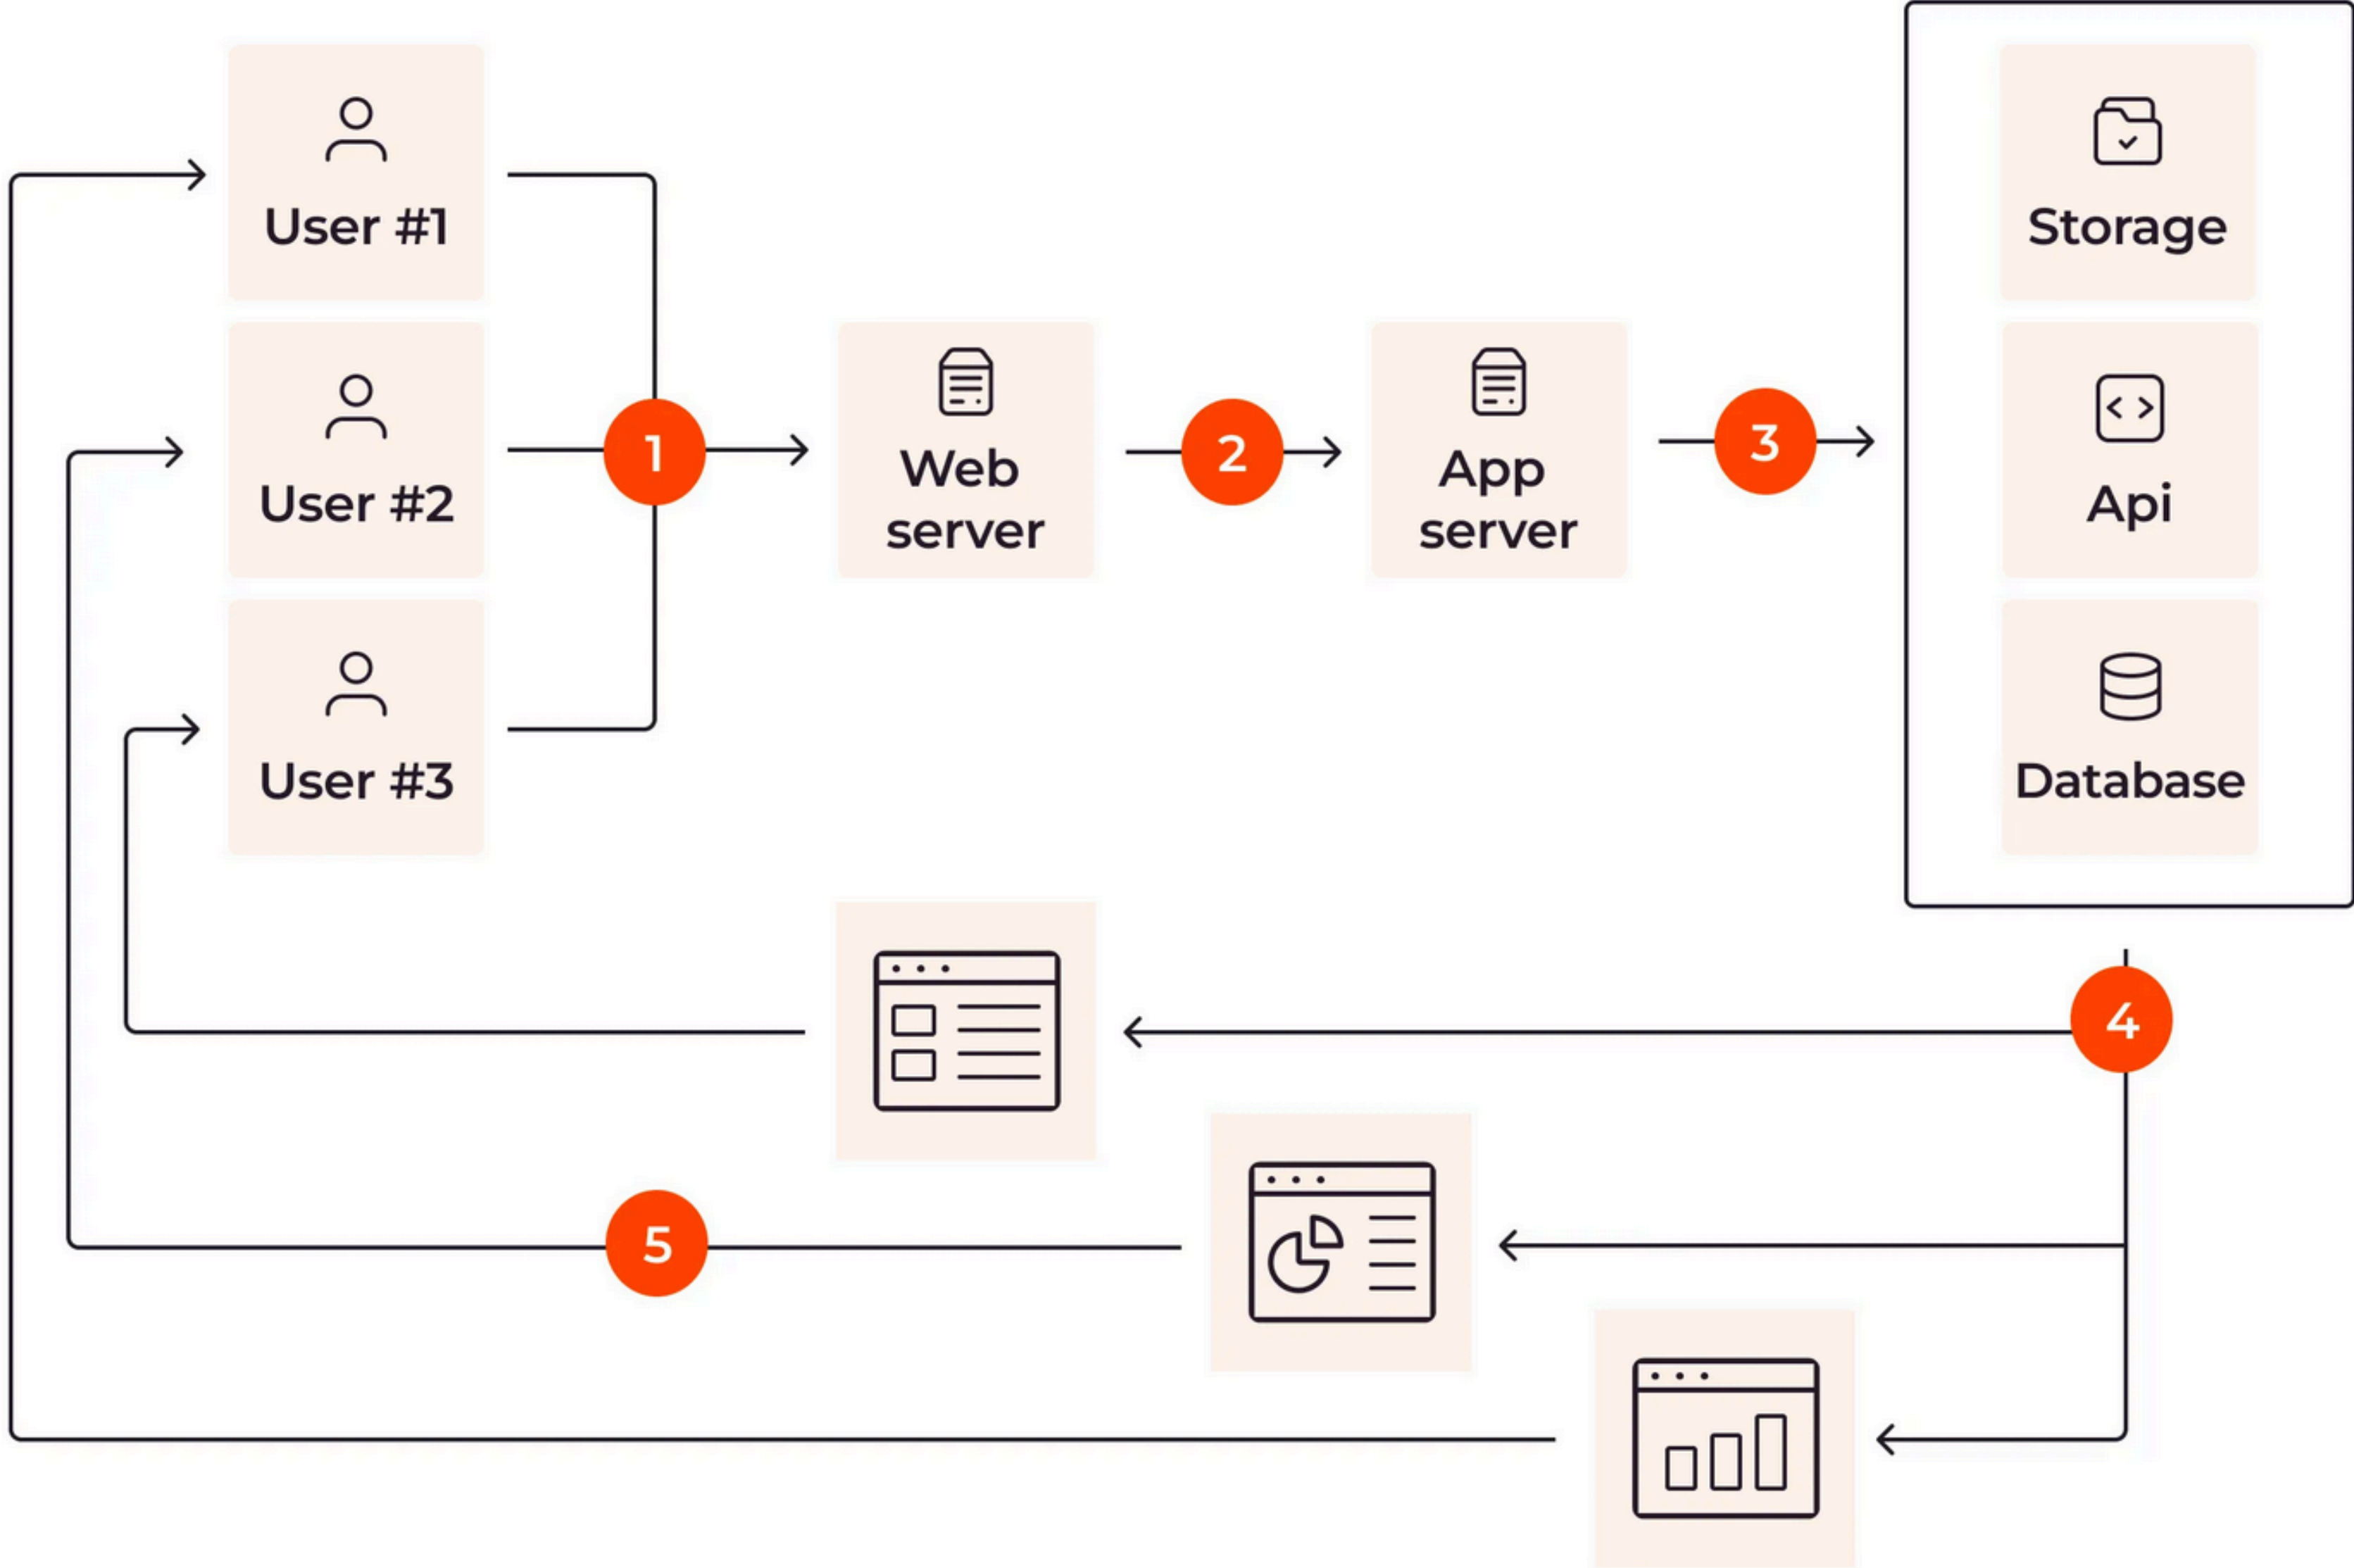 User #1
User #2
User #3
1
Web
server
2
App
server
3
Storage
Api
Database
4
5